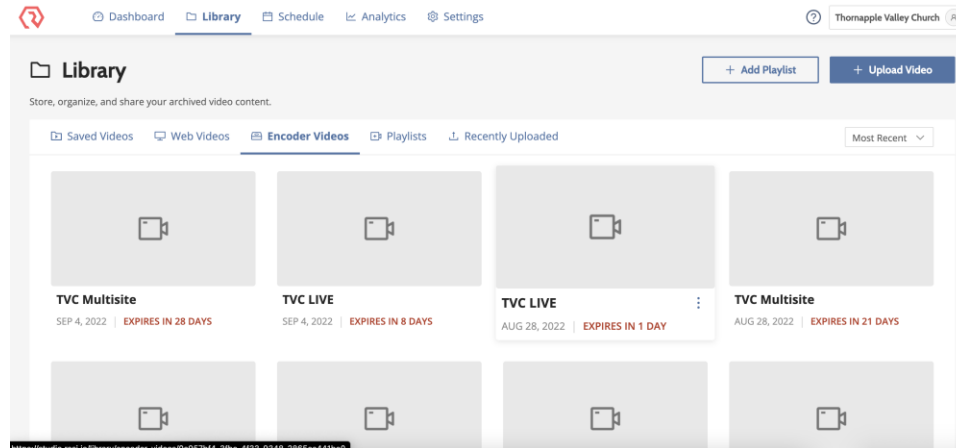 Dashboard Library Schedule Analytics Settings Thornapple Valley Church
Library
+ Add Playlist + Upload Video
Store, organize, and share your archived video content.
Saved Videos Web Videos Encoder Videos Playlists Recently Uploaded Most Recent
TVC Multisite
SEP 4, 2022 | EXPIRES IN 28 DAYS
TVC LIVE
SEP 4, 2022 | EXPIRES IN 8 DAYS
TVC LIVE
AUG 28, 2022 | EXPIRES IN 1 DAY
TVC Multisite
AUG 28, 2022 | EXPIRES IN 21 DAYS